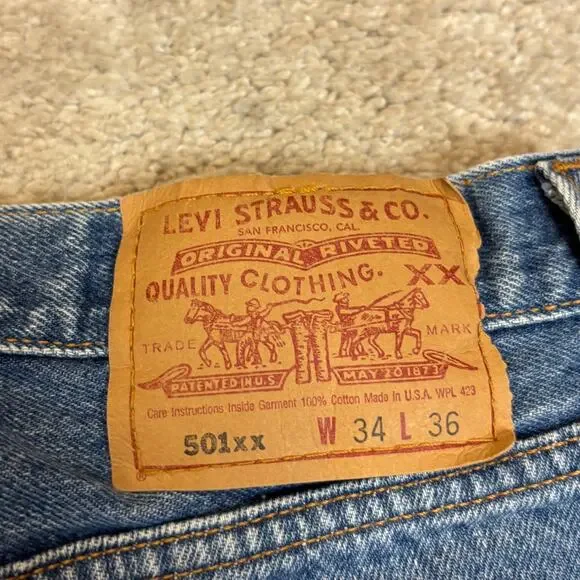 LEVI STRAUSS & CO.
SAN FRANCISCO, CAL.
ORIGINAL RIVETED
QUALITY CLOTHING. XX
TRADE MARK
PATENTED IN U.S. MAY 20 1873
Care Instructions Inside Garment 100% Cotton Made in U.S.A. WPL 423
501xx W 34 L 36